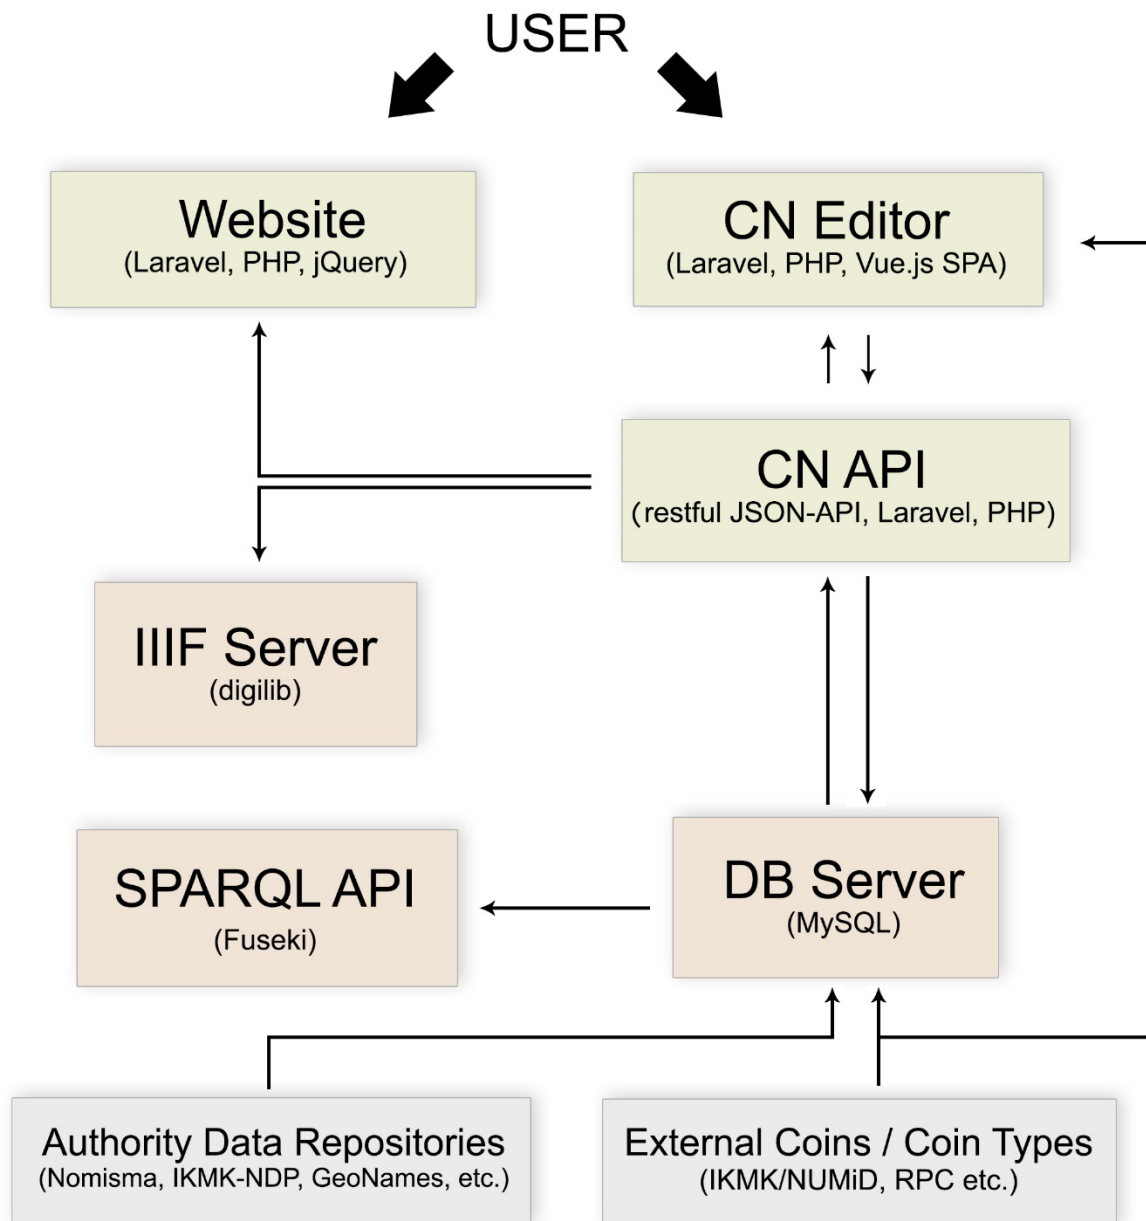 USER
Website
(Laravel, PHP, jQuery)
CN Editor
(Laravel, PHP, Vue.js SPA)
CN API
(restful JSON-API, Laravel, PHP)
IIIF Server
(digilib)
SPARQL API
(Fuseki)
DB Server
(MySQL)
Authority Data Repositories
(Nomisma, IKMK-NDP, GeoNames, etc.)
External Coins / Coin Types
(IKMK/NUMiD, RPC etc.)